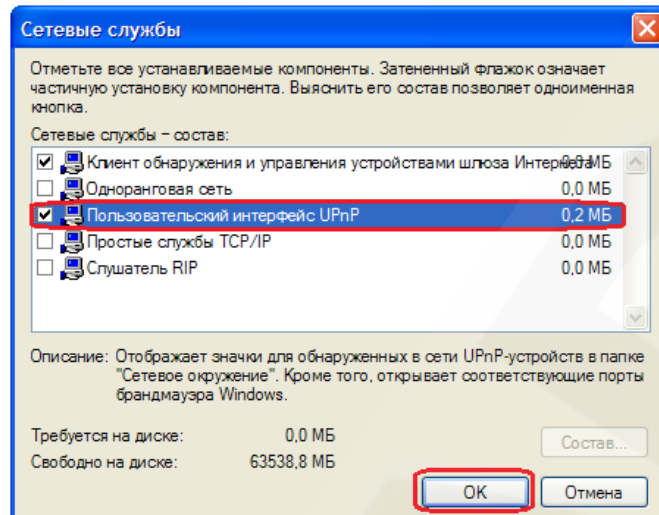 Сетевые службы
Отметьте все устанавливаемые компоненты. Затененный флажок означает
частичную установку компонента. Выяснить его состав позволяет одноименная
кнопка.
Сетевые службы – состав:
Клиент обнаружения и управления устройствами шлюза Интернета 0,0 МБ
Одноранговая сеть 0,0 МБ
Пользовательский интерфейс UPnP 0,2 МБ
Простые службы TCP/IP 0,0 МБ
Слушатель RIP 0,0 МБ
Описание: Отображает значки для обнаруженных в сети UPnP-устройств в папке
"Сетевое окружение". Кроме того, открывает соответствующие порты
брандмауэра Windows.
Требуется на диске: 0,0 МБ
Состав...
Свободно на диске: 63538,8 МБ
OK Отмена